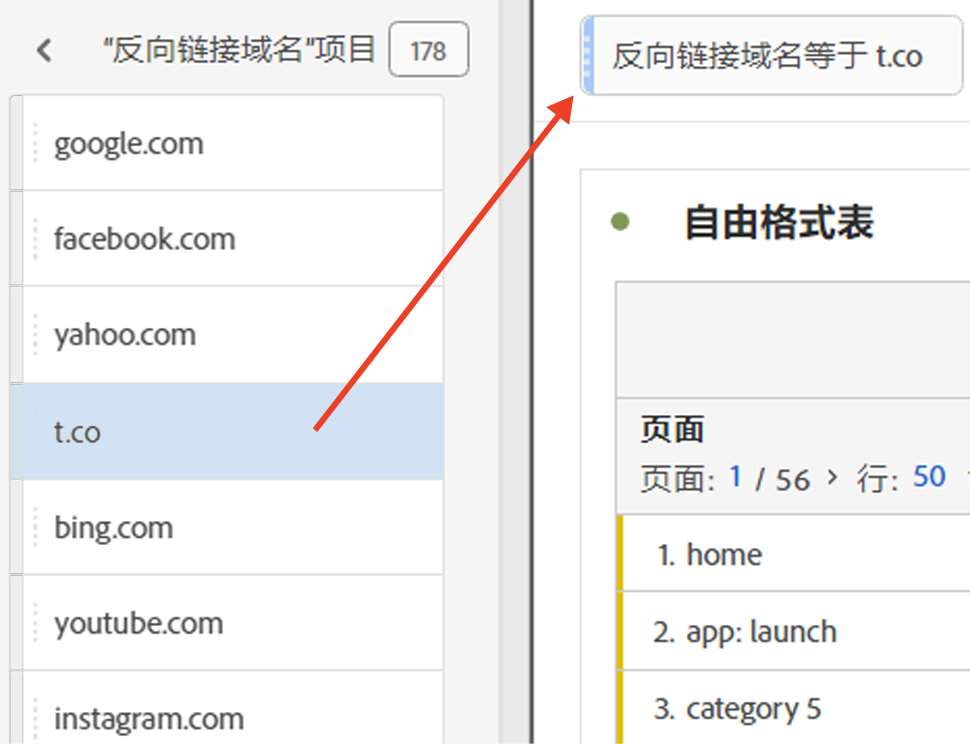 “反向链接域名”项目 178
google.com
facebook.com
yahoo.com
t.co
bing.com
youtube.com
instagram.com
反向链接域名等于 t.co
自由格式表
页面
页面: 1 / 56 > 行: 50
1. home
2. app: launch
3. category 5